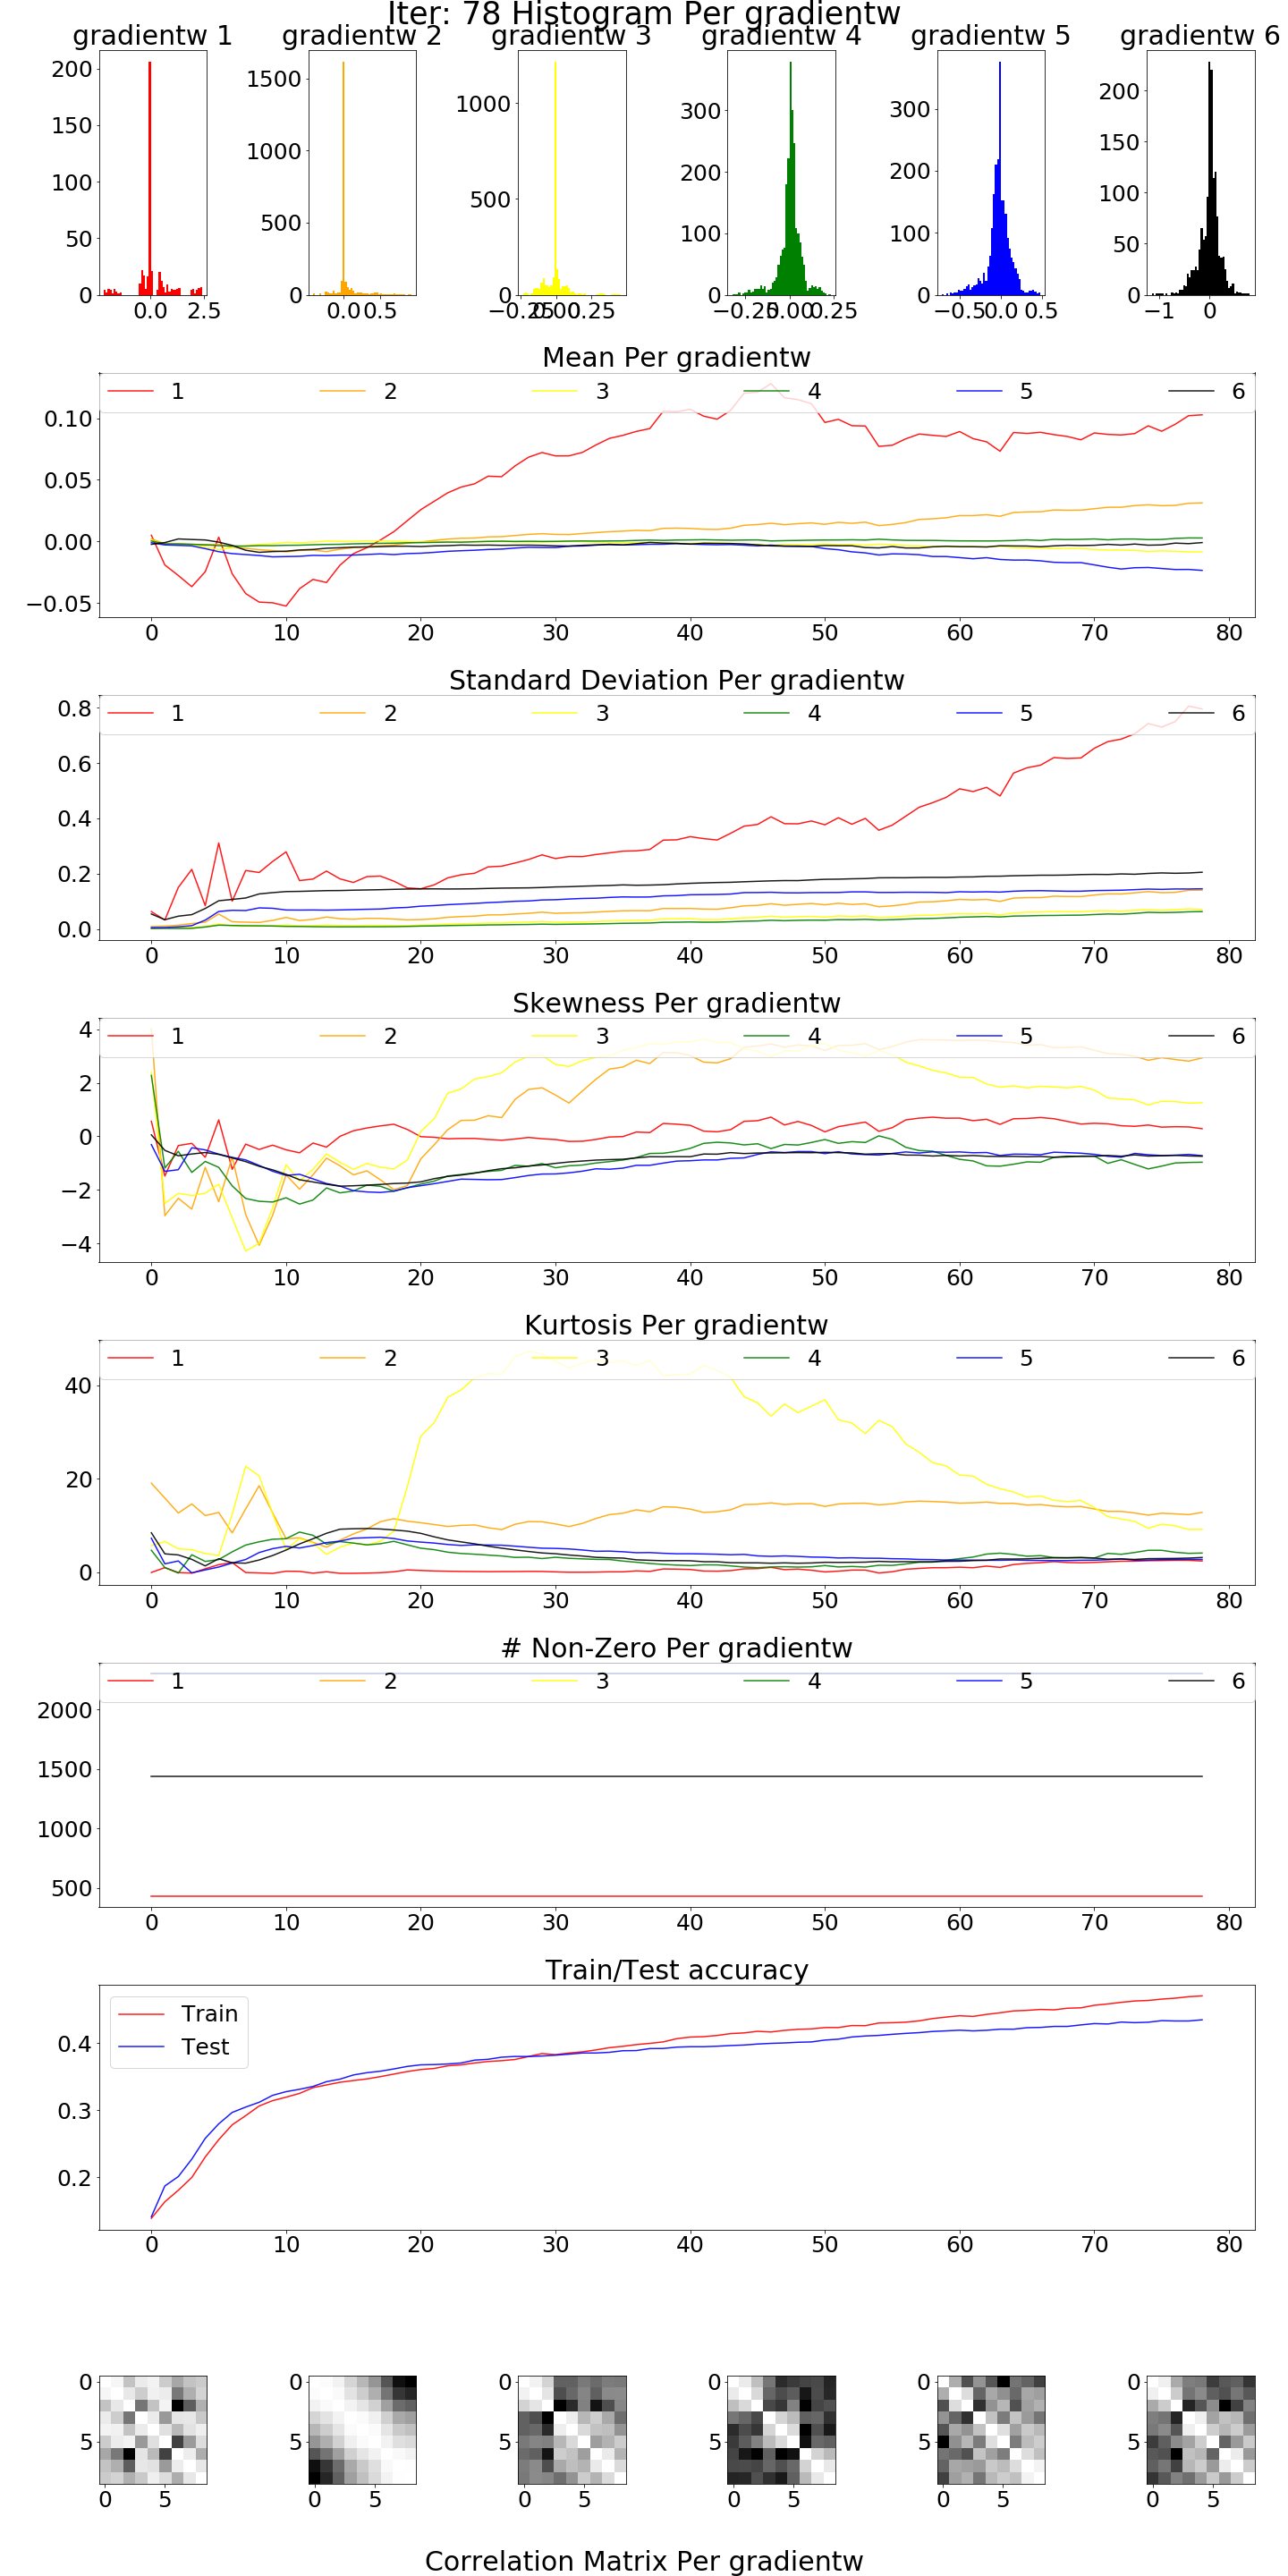 Iter: 78 Histogram Per gradientw
gradientw 1 gradientw 2 gradientw 3 gradientw 4 gradientw 5 gradientw 6
200 150 100 50 0
0.0 2.5
1500 1000 500 0
0.0 0.5
1000 500 0
−0.25 0.00 0.25
300 200 100 0
−0.25 0.00 0.25
300 200 100 0
−0.5 0.0 0.5
200 150 100 50 0
−1 0
Mean Per gradientw
1 2 3 4 5 6
0.10
0.05
0.00
−0.05
0 10 20 30 40 50 60 70 80
Standard Deviation Per gradientw
1 2 3 4 5 6
0.8
0.6
0.4
0.2
0.0
0 10 20 30 40 50 60 70 80
Skewness Per gradientw
1 2 3 4 5 6
4
2
0
−2
−4
0 10 20 30 40 50 60 70 80
Kurtosis Per gradientw
1 2 3 4 5 6
40
20
0
0 10 20 30 40 50 60 70 80
# Non-Zero Per gradientw
1 2 3 4 5 6
2000
1500
1000
500
0 10 20 30 40 50 60 70 80
Train/Test accuracy
Train
Test
0.4
0.3
0.2
0 10 20 30 40 50 60 70 80
0 0 0 0 0 0
5 5 5 5 5 5
0 5 0 5 0 5 0 5 0 5 0 5
Correlation Matrix Per gradientw